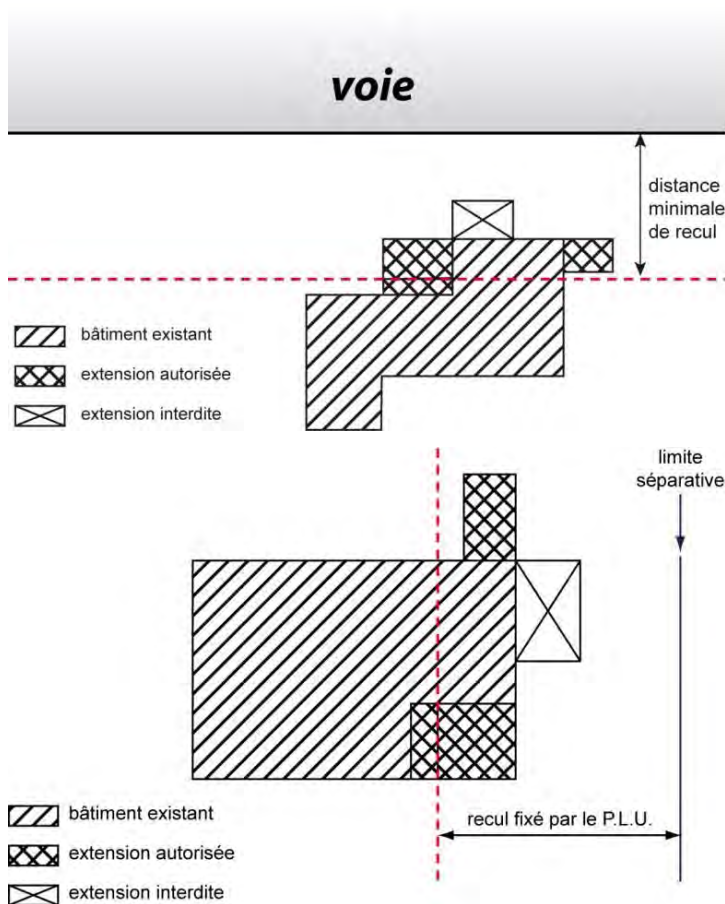 voie
distance
minimale
de recul
bâtiment existant
extension autorisée
extension interdite
limite
séparative
bâtiment existant
recul fixé par le P.L.U.
extension autorisée
extension interdite